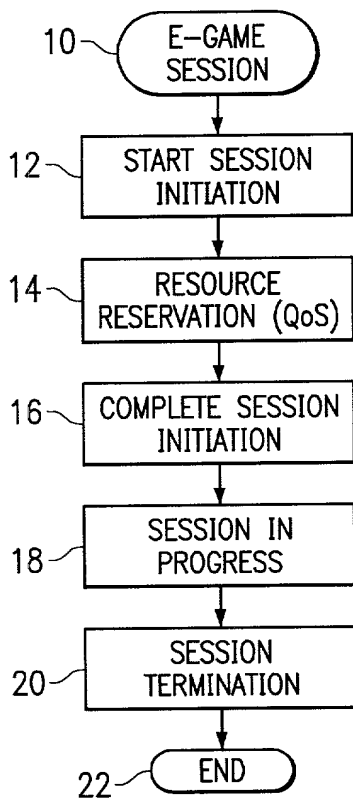 10
E-GAME
SESSION
12
START SESSION
INITIATION
14
RESOURCE
RESERVATION (QoS)
16
COMPLETE SESSION
INITIATION
18
SESSION IN
PROGRESS
20
SESSION
TERMINATION
22
END